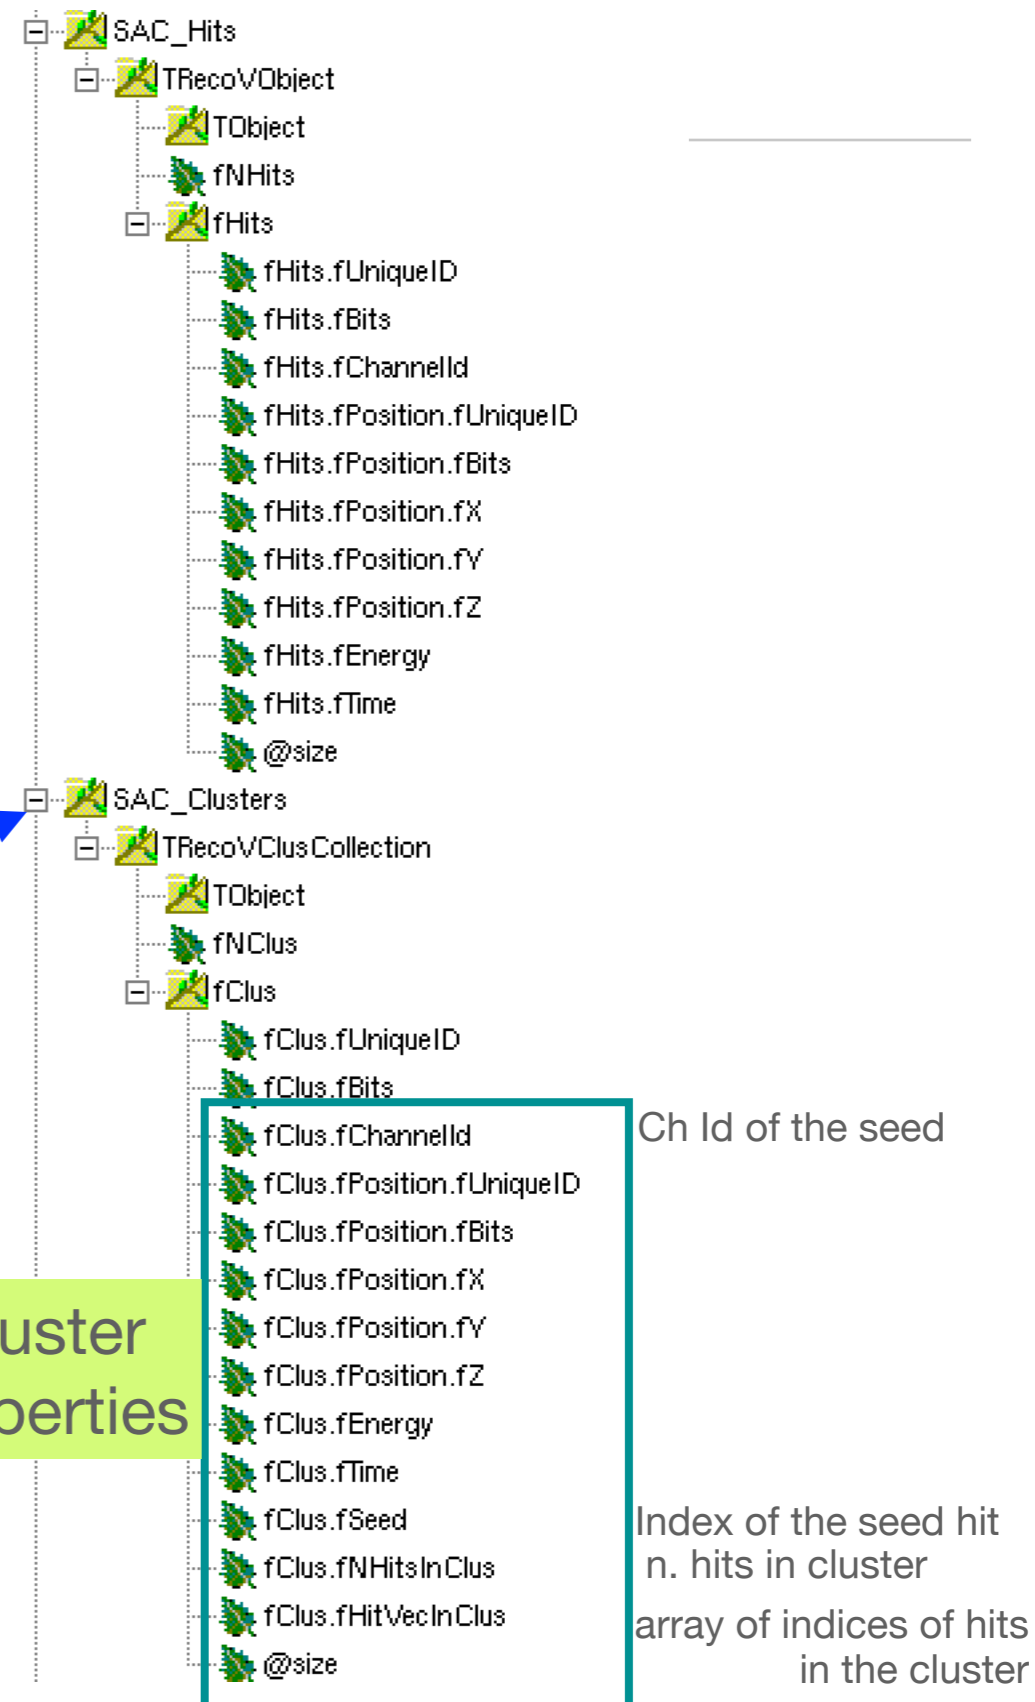 SAC_Hits
TRecoVObject
TObject
fNHits
fHits
fHits.fUniqueID
fHits.fBits
fHits.fChannelId
fHits.fPosition.fUniqueID
fHits.fPosition.fBits
fHits.fPosition.fX
fHits.fPosition.fY
fHits.fPosition.fZ
fHits.fEnergy
fHits.fTime
@size
SAC_Clusters
TRecoVClusCollection
TObject
fNClus
fClus
fClus.fUniqueID
fClus.fBits
fClus.fChannelId Ch Id of the seed
fClus.fPosition.fUniqueID
fClus.fPosition.fBits
fClus.fPosition.fX
fClus.fPosition.fY
fClus.fPosition.fZ
uster
perties
fClus.fEnergy
fClus.fTime
fClus.fSeed Index of the seed hit
fClus.fNHitsInClus n. hits in cluster
fClus.fHitVecInClus array of indices of hits
@size in the cluster